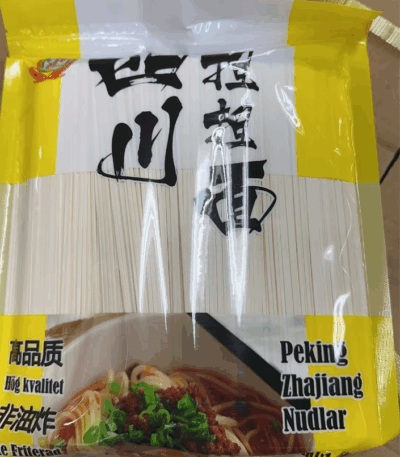 四川
担担面
高品质
Hög kvalitet
非油炸
Peking
Zhajiang
Nudlar